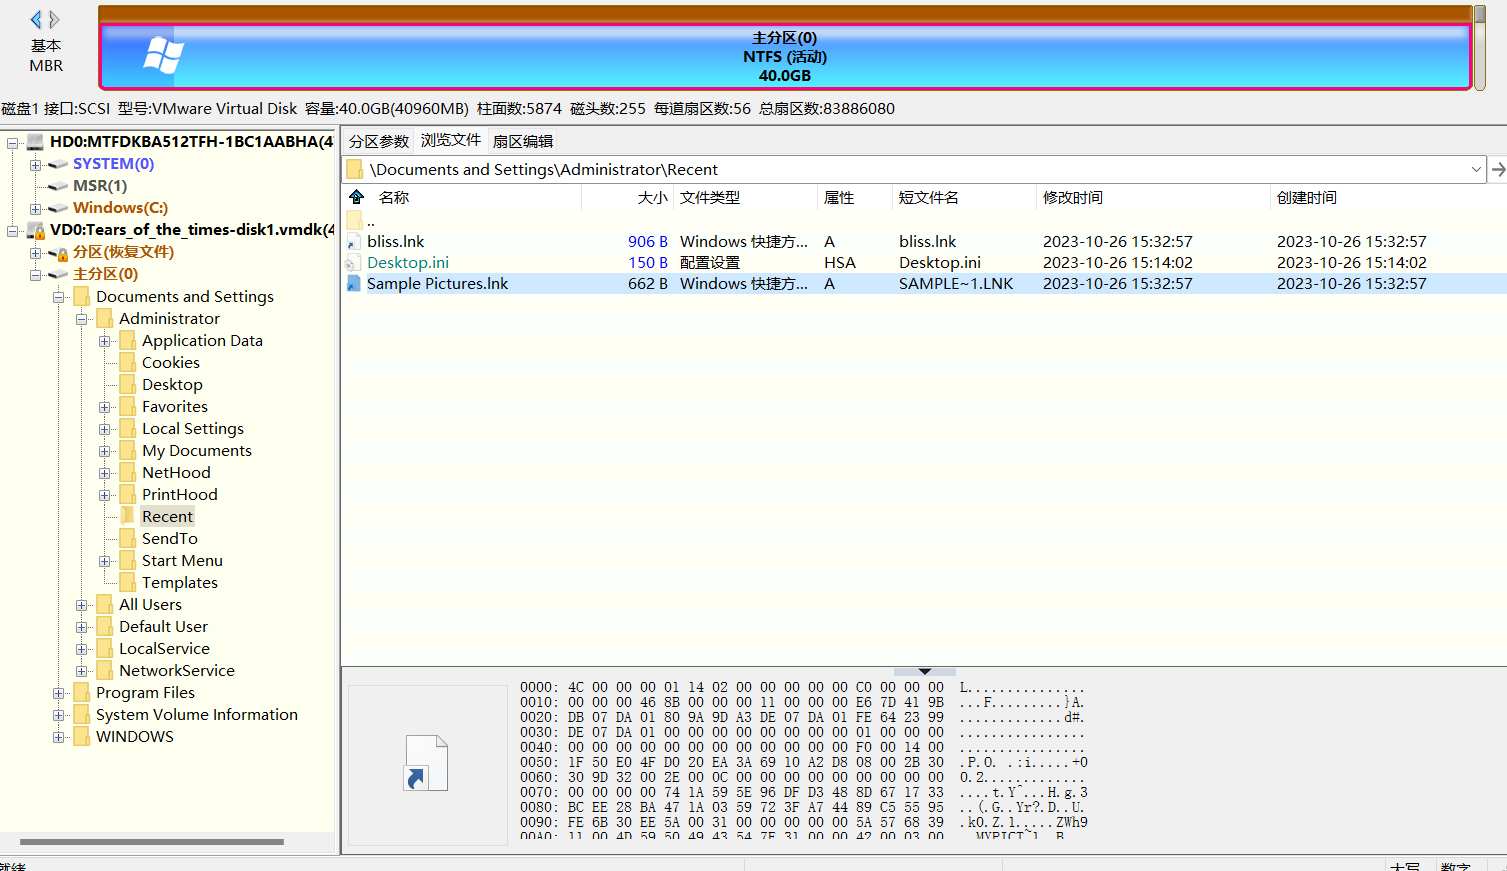 基本
MBR
主分区(0)
NTFS (活动)
40.0GB
磁盘1 接口:SCSI 型号:VMware Virtual Disk 容量:40.0GB(40960MB) 柱面数:5874 磁头数:255 每道扇区数:56 总扇区数:83886080
HD0:MTFDKBA512TFH-1BC1AABHA(4
SYSTEM(0)
MSR(1)
Windows(C:)
VD0:Tears_of_the_times-disk1.vmdk(4
分区(恢复文件)
主分区(0)
Documents and Settings
Administrator
Application Data
Cookies
Desktop
Favorites
Local Settings
My Documents
NetHood
PrintHood
Recent
SendTo
Start Menu
Templates
All Users
Default User
LocalService
NetworkService
Program Files
System Volume Information
WINDOWS
分区参数 浏览文件 扇区编辑
\Documents and Settings\Administrator\Recent
名称 大小 文件类型 属性 短文件名 修改时间 创建时间
..
bliss.lnk 906 B Windows 快捷方... A bliss.lnk 2023-10-26 15:32:57 2023-10-26 15:32:57
Desktop.ini 150 B 配置设置 HSA Desktop.ini 2023-10-26 15:14:02 2023-10-26 15:14:02
Sample Pictures.lnk 662 B Windows 快捷方... A SAMPLE~1.LNK 2023-10-26 15:32:57 2023-10-26 15:32:57
0000: 4C 00 00 00 01 14 02 00 00 00 00 00 C0 00 00 00 L...............
0010: 00 00 00 46 8B 00 00 00 11 00 00 00 E6 7D 41 9B ...F.........}A.
0020: DB 07 DA 01 80 9A 9D A3 DE 07 DA 01 FE 64 23 99 .............d#.
0030: DE 07 DA 01 00 00 00 00 00 00 00 00 01 00 00 00 ................
0040: 00 00 00 00 00 00 00 00 00 00 00 00 F0 00 14 00 ................
0050: 1F 50 E0 4F D0 20 EA 3A 69 10 A2 D8 08 00 2B 30 .P.O. .:i.....+0
0060: 30 9D 32 00 2E 00 0C 00 00 00 00 00 00 00 00 00 0.2.............
0070: 00 00 00 00 74 1A 59 5E 96 DF D3 48 8D 67 17 33 ....t.Y^...H.g.3
0080: BC EE 28 BA 47 1A 03 59 72 3F A7 44 89 C5 55 95 ..(.G..Yr?.D..U.
0090: FE 6B 30 EE 5A 00 31 00 00 00 00 00 5A 57 68 39 .k0.Z.1.....ZWh9
00A0: 11 00 4D 59 50 49 43 54 7E 31 00 00 42 00 03 00 ..MYPICT~1..B...
就绪 大写 数字